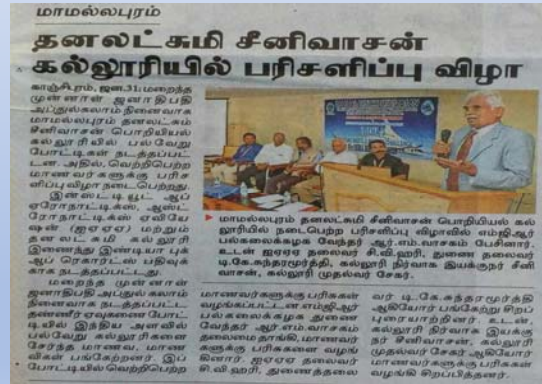 மாமல்லபுரம்
தனலட்சுமி சீனிவாசன்
கல்லூரியில் பரிசளிப்பு விழா
காஞ்சிபுரம், ஜன.31: மறைந்த
முன்னாள் ஜனாதிபதி
அப்துல்கலாம் நினைவாக
மாமல்லபுரம் தனலட்சுமி
சீனிவாசன் பொறியியல்
கல்லூரியில் பல்வேறு
போட்டிகள் நடத்தப்பட்
டன. அதில், வெற்றிபெற்ற
மாணவர்களுக்கு பரிச
ளிப்பு விழா நடைபெற்றது.
இன்ஸ்டிடியூட் ஆப்
ஏரோநாட்டிக்ஸ், ஆஸ்ட்
ரோநாட்டிக்ஸ் ஏவியே
ஷன் (ஐஏஏஏ) மற்றும்
தனலட்சுமி கல்லூரி
இணைந்து இண்டியா புக்
ஆப் ரெகார்ட்ஸ் பதிவுக்
காக நடத்தப்பட்டது.
மறைந்த முன்னாள்
ஜனாதிபதி அப்துல் கலாம்
நினைவாக நடத்தப்பட்ட
தண்ணீர் ஏவுகணை போட்
டியில் இந்திய அளவில்
பல்வேறு கல்லூரிகளை
சேர்ந்த மாணவ, மாண
விகள் பங்கேற்றனர். இப்
போட்டியில் வெற்றிபெற்ற
▶ மாமல்லபுரம் தனலட்சுமி சீனிவாசன் பொறியியல் கல்
லூரியில் நடைபெற்ற பரிசளிப்பு விழாவில் எம்ஜிஆர்
பல்கலைக்கழக வேந்தர் ஆர்.எம்.வாசகம் பேசினார்.
உடன் ஐஏஏஏ தலைவர் சி.வி.ஹரி, துணை தலைவர்
டி.கே.சுந்தரமூர்த்தி, கல்லூரி நிர்வாக இயக்குநர் சீனி
வாசன், கல்லூரி முதல்வர் சேகர்.
மாணவர்களுக்கு பரிசுகள்
வழங்கப்பட்டன. எம்ஜிஆர்
பல்கலைக்கழக துணை
வேந்தர் ஆர்.எம்.வாசகம்
தலைமை தாங்கி, மாணவர்
களுக்கு பரிசுகளை வழங்
கினார். ஐஏஏஏ தலைவர்
சி.வி.ஹரி, துணைத்தலை
வர் டி.கே.சுந்தரமூர்த்தி
ஆகியோர் பங்கேற்று சிறப்
புரையாற்றினர். உடன்,
கல்லூரி நிர்வாக இயக்கு
நர் சீனிவாசன், கல்லூரி
முதல்வர் சேகர் ஆகியோர்
மாணவர்களுக்கு பரிசுகள்
வழங்கி சிறப்பித்தனர்.